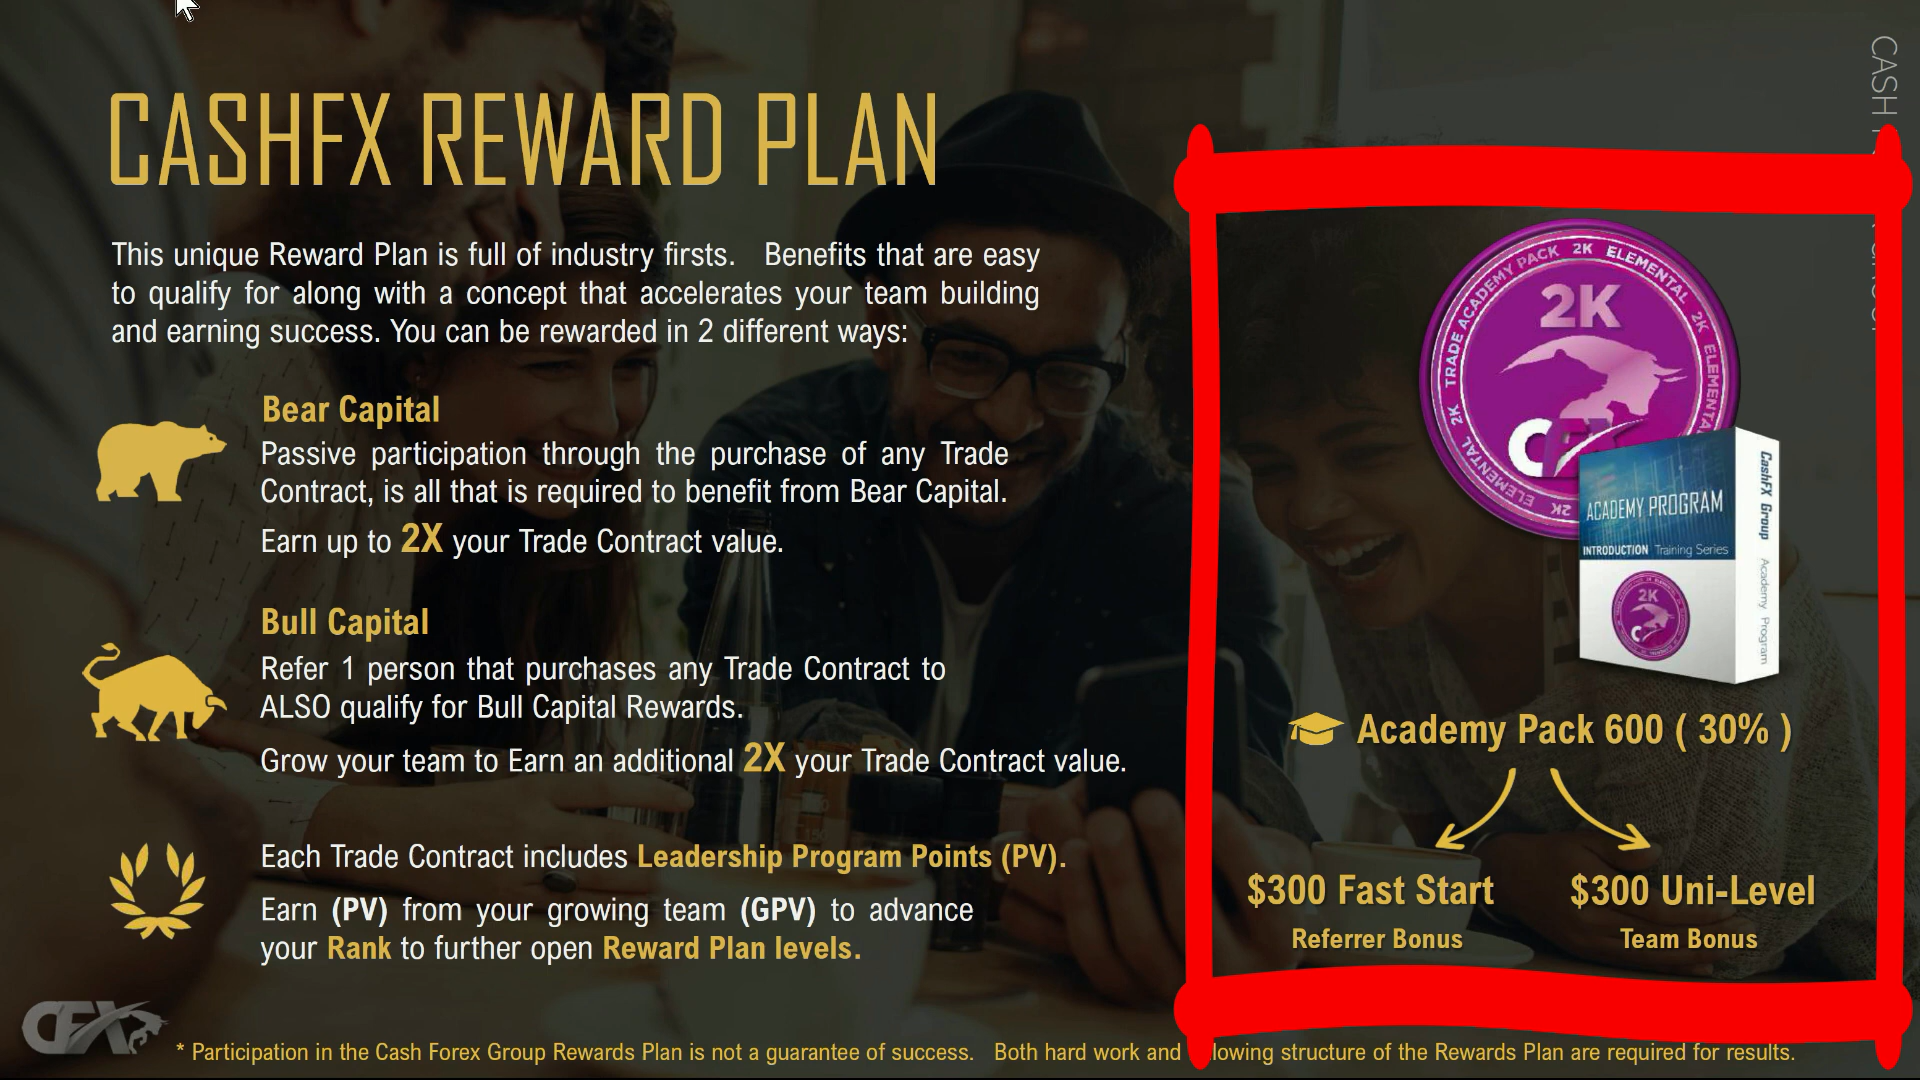 CASHFX REWARD PLAN
This unique Reward Plan is full of industry firsts. Benefits that are easy
to qualify for along with a concept that accelerates your team building
and earning success. You can be rewarded in 2 different ways:
Bear Capital
Passive participation through the purchase of any Trade
Contract, is all that is required to benefit from Bear Capital.
Earn up to 2X your Trade Contract value.
Bull Capital
Refer 1 person that purchases any Trade Contract to
ALSO qualify for Bull Capital Rewards.
Grow your team to Earn an additional 2X your Trade Contract value.
Each Trade Contract includes Leadership Program Points (PV).
Earn (PV) from your growing team (GPV) to advance
your Rank to further open Reward Plan levels.
CFX
* Participation in the Cash Forex Group Rewards Plan is not a guarantee of success. Both hard work and lowing structure of the Rewards Plan are required for results.
CASH
TRADE ACADEMY PACK 2K ELEMENTAL 2K ELEMENTAL
2K ELEMENTAL 2K
2K
CFX
ACADEMY PROGRAM
INTRODUCTION Training Series
2K
CashFX Group Academy Program
Academy Pack 600 ( 30% )
$300 Fast Start
Referrer Bonus
$300 Uni-Level
Team Bonus